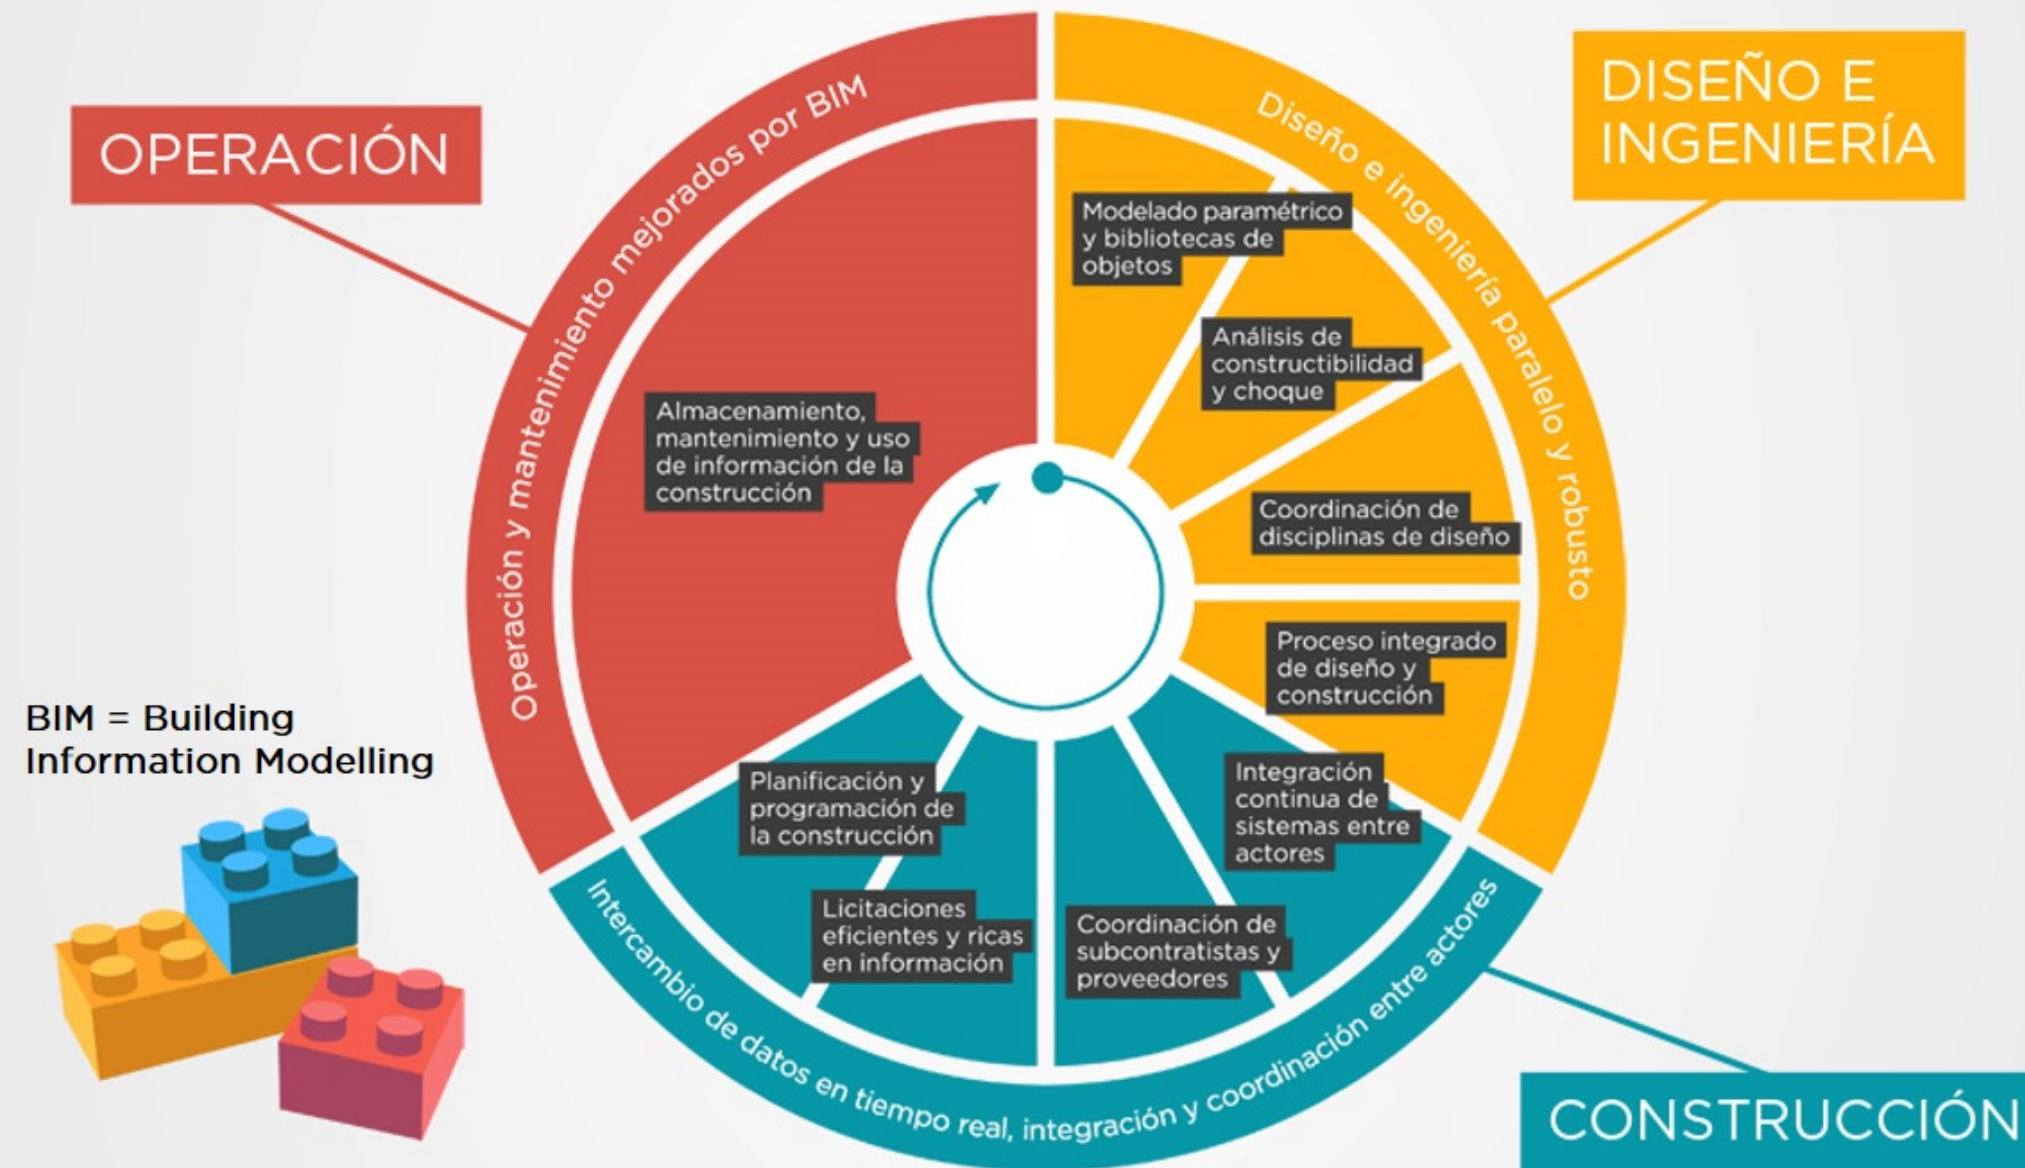 OPERACIÓN
DISEÑO E
INGENIERÍA
Operación y mantenimiento mejorados por BIM
Diseño e ingeniería paralelo y robusto
Modelado paramétrico
y bibliotecas de
objetos
Análisis de
constructibilidad
y choque
Almacenamiento,
mantenimiento y uso
de información de la
construcción
Coordinación de
disciplinas de diseño
Proceso integrado
de diseño y
construcción
BIM = Building
Information Modelling
Integración
continua de
sistemas entre
actores
Planificación y
programación de
la construcción
Licitaciones
eficientes y ricas
en información
Coordinación de
subcontratistas y
proveedores
Intercambio de datos en tiempo real, integración y coordinación entre actores
CONSTRUCCIÓN